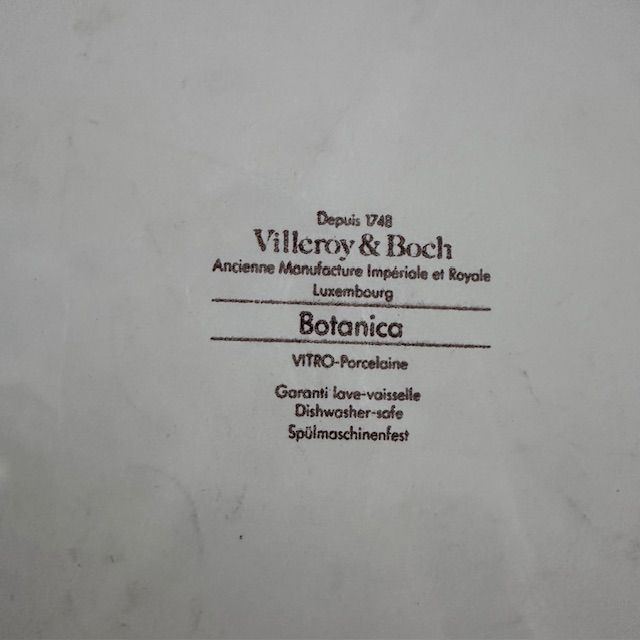 Depuis 1748
Villeroy & Boch
Ancienne Manufacture Impériale et Royale
Luxembourg
Botanica
VITRO-Porcelaine
Garanti lave-vaisselle
Dishwasher-safe
Spülmaschinenfest